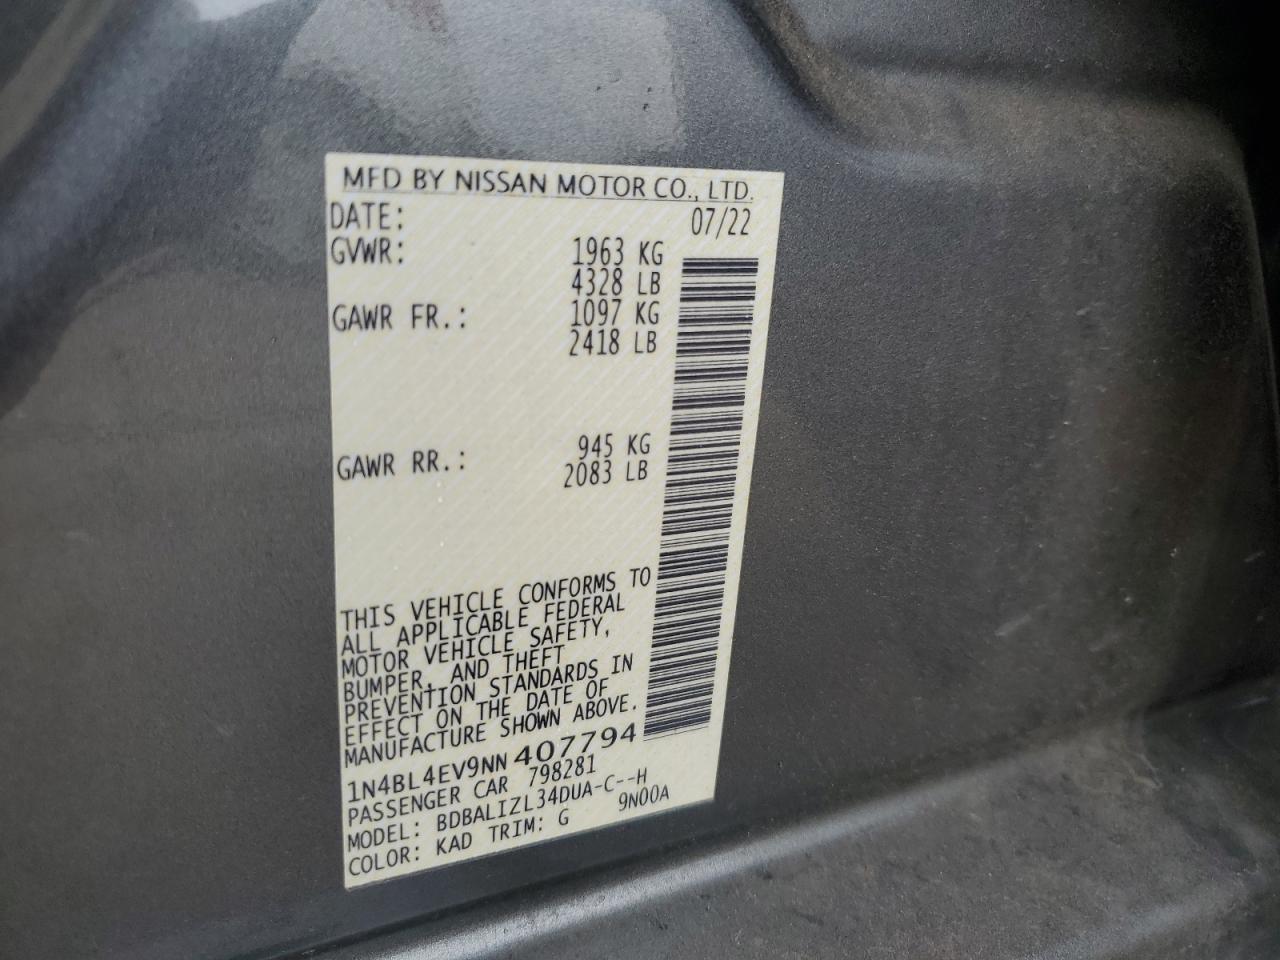 MFD BY NISSAN MOTOR CO., LTD.
DATE: 07/22
GVWR: 1963 KG
4328 LB
GAWR FR.: 1097 KG
2418 LB
GAWR RR.: 945 KG
2083 LB
THIS VEHICLE CONFORMS TO
ALL APPLICABLE FEDERAL
MOTOR VEHICLE SAFETY,
BUMPER, AND THEFT
PREVENTION STANDARDS IN
EFFECT ON THE DATE OF
MANUFACTURE SHOWN ABOVE.
1N4BL4EV9NN407794
PASSENGER CAR 798281
MODEL: BDBALIZL34DUA-C--H
COLOR: KAD TRIM: G 9N00A